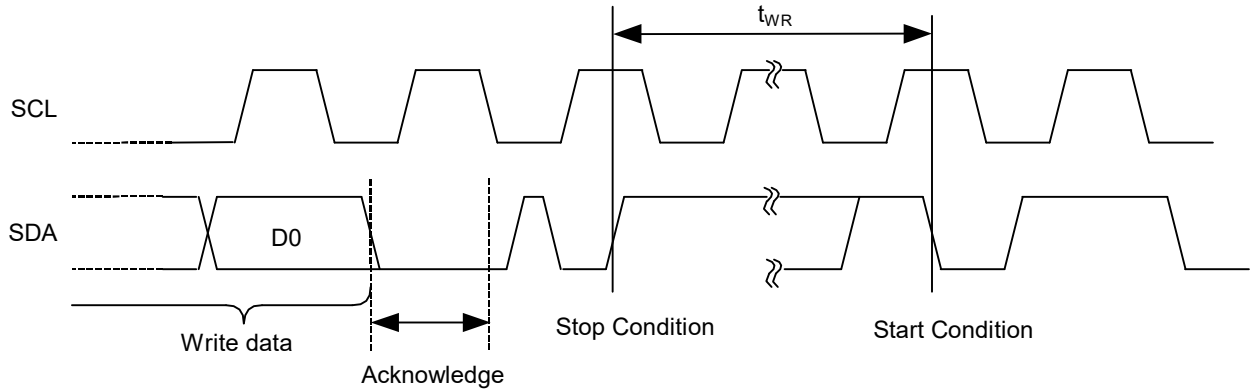 tWR
SCL
SDA
D0
Write data
Acknowledge
Stop Condition
Start Condition